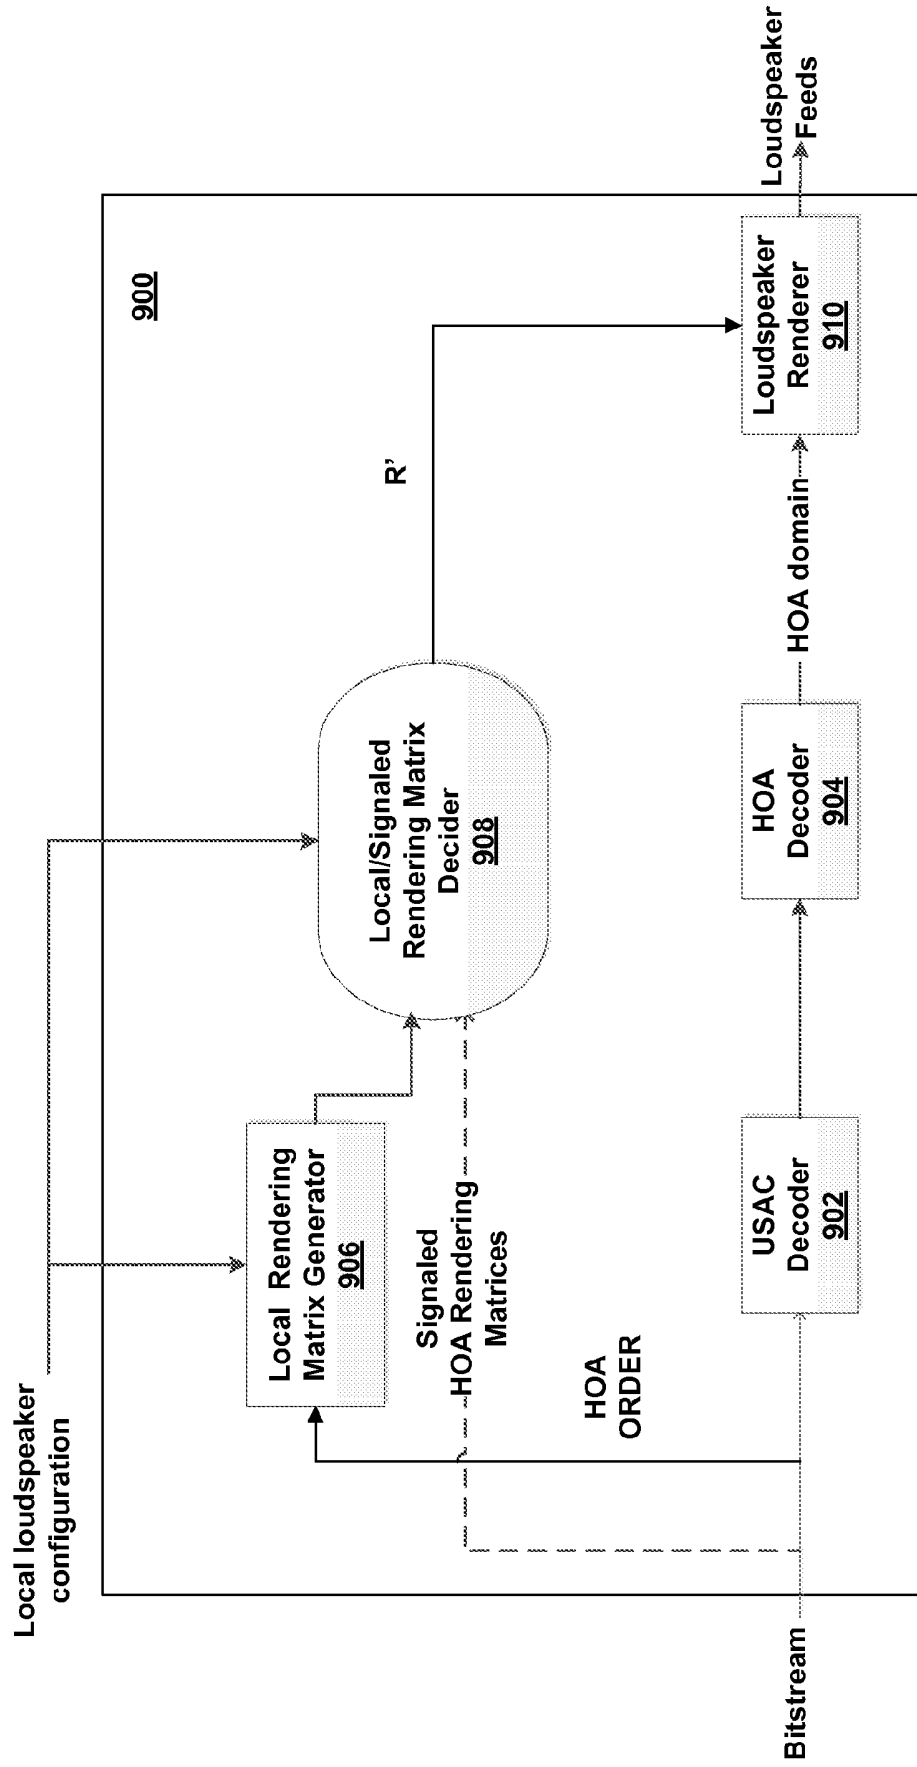 Local loudspeaker
configuration
900
Local Rendering
Matrix Generator
906
Local/Signaled
Rendering Matrix
Decider
908
R'
Signaled
HOA Rendering
Matrices
HOA
ORDER
Bitstream
USAC
Decoder
902
HOA
Decoder
904
HOA domain
Loudspeaker
Renderer
910
Loudspeaker
Feeds